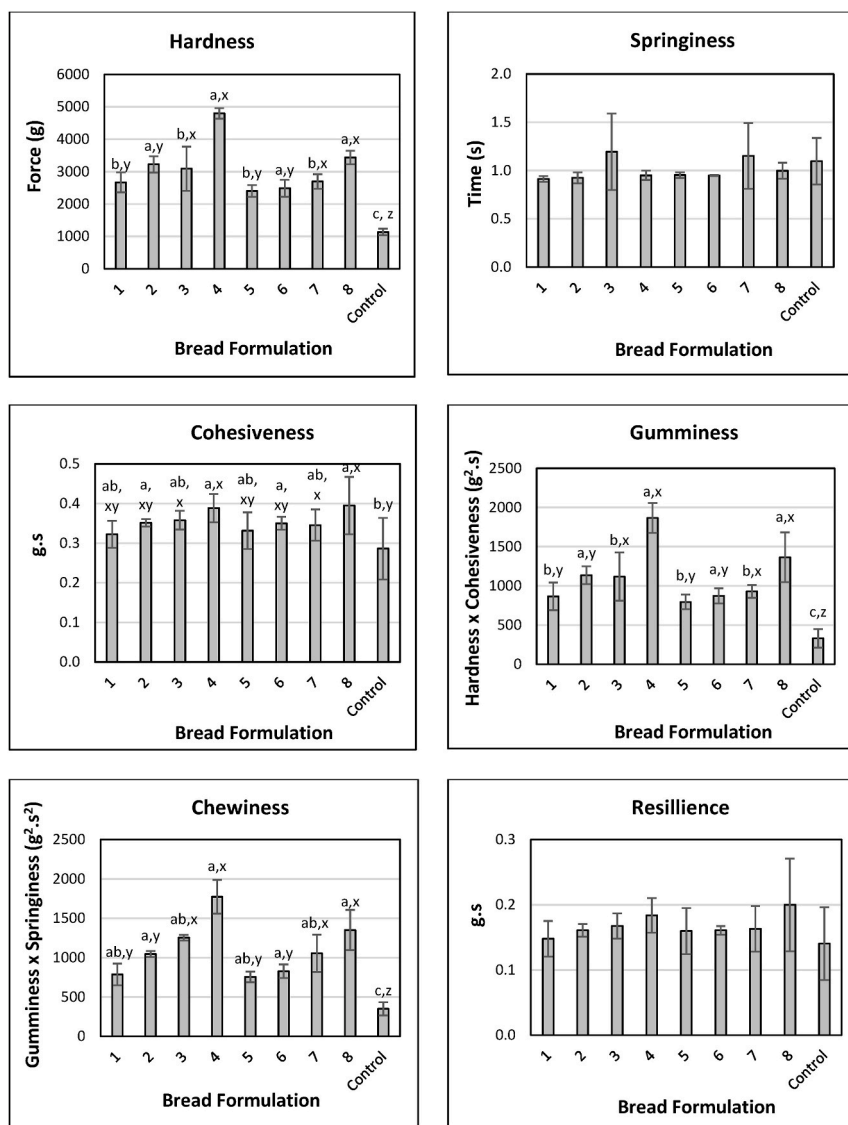 Hardness
Force (g)
6000
5000
4000
3000
2000
1000
0
b,y
a,y
b,x
a,x
b,y
a,y
b,x
a,x
c, z
1
2
3
4
5
6
7
8
Control
Bread Formulation
Springiness
Time (s)
2.0
1.5
1.0
0.5
0.0
1
2
3
4
5
6
7
8
Control
Bread Formulation
Cohesiveness
g.s
0.5
0.4
0.3
0.2
0.1
0.0
ab,
xy
a,
xy
ab,
x
a,x
ab,
xy
a,
xy
ab,
x
a,x
b,y
1
2
3
4
5
6
7
8
Control
Bread Formulation
Gumminess
Hardness x Cohesiveness (g².s)
2500
2000
1500
1000
500
0
b,y
a,y
b,x
a,x
b,y
a,y
b,x
a,x
c,z
1
2
3
4
5
6
7
8
Control
Bread Formulation
Chewiness
Gumminess x Springiness (g².s²)
2500
2000
1500
1000
500
0
ab,y
a,y
ab,x
a,x
ab,y
a,y
ab,x
a,x
c,z
1
2
3
4
5
6
7
8
Control
Bread Formulation
Resillience
g.s
0.3
0.2
0.1
0.0
1
2
3
4
5
6
7
8
Control
Bread Formulation